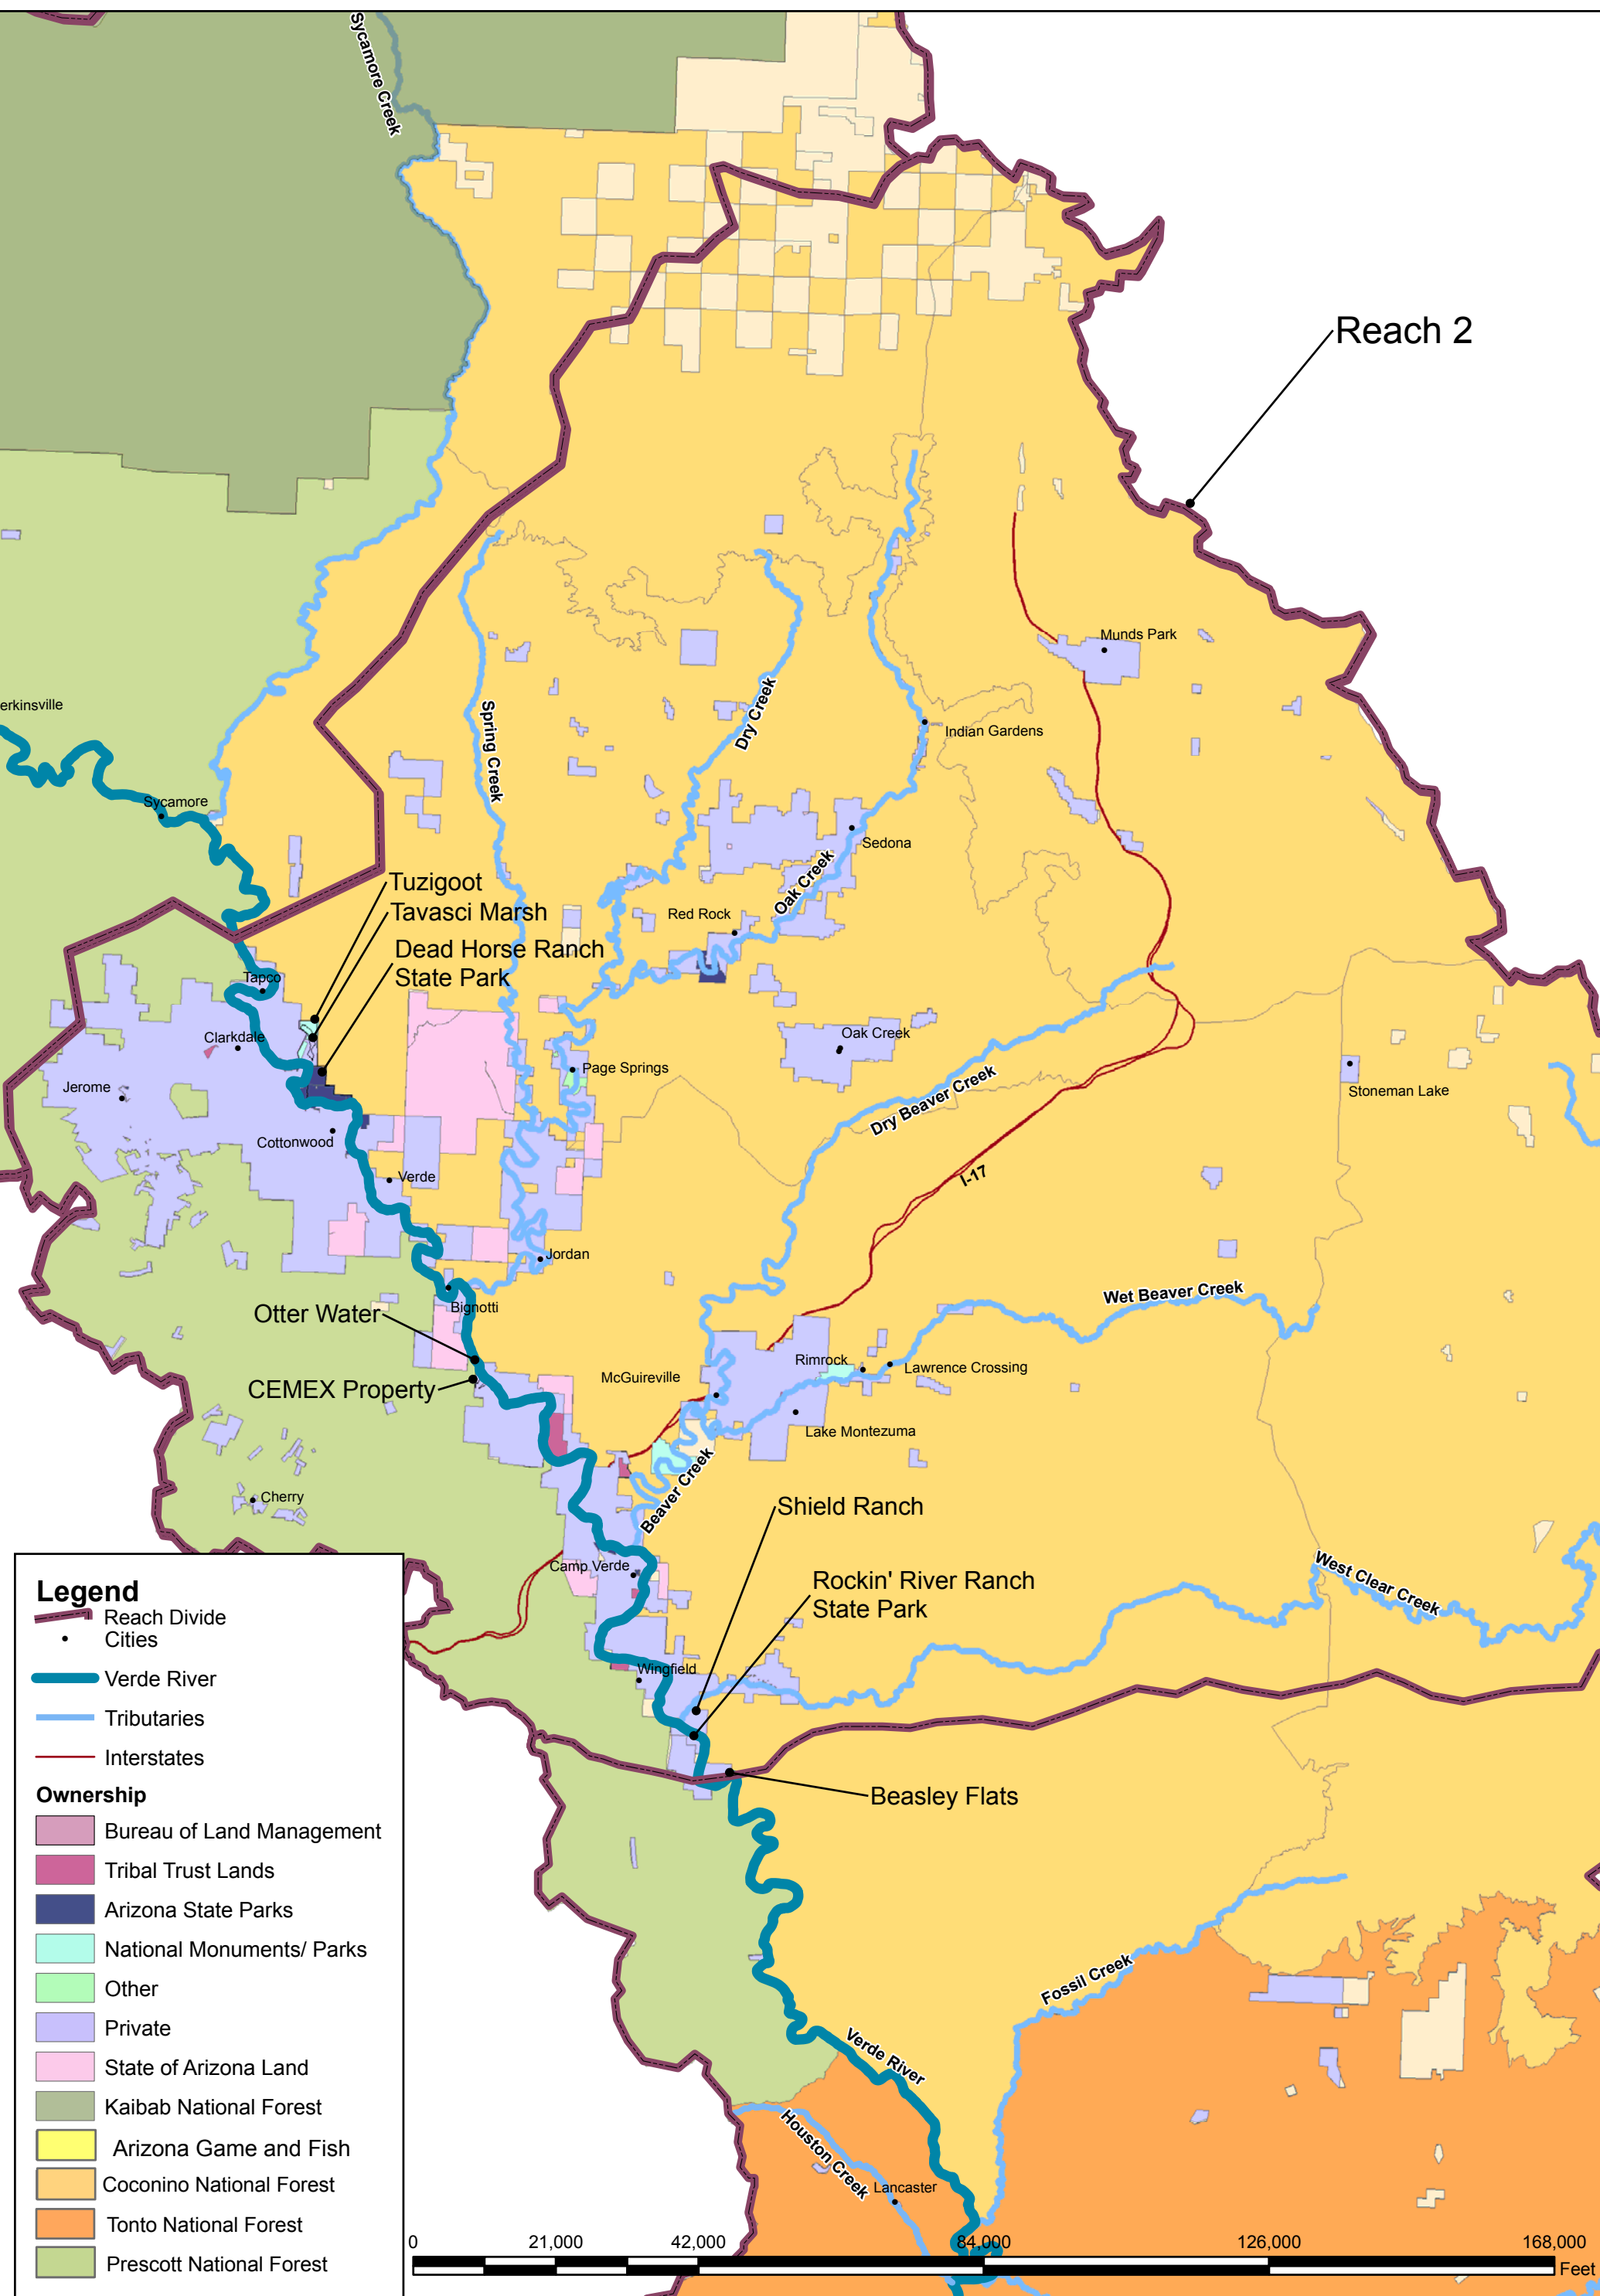 Sycamore Creek
Reach 2
Munds Park
erkinsville
Spring Creek
Dry Creek
Indian Gardens
Sycamore
Sedona
Oak Creek
Tuzigoot
Tavasci Marsh
Red Rock
Dead Horse Ranch
State Park
Tapco
Clarkdale
Oak Creek
Page Springs
Jerome
Stoneman Lake
Dry Beaver Creek
Cottonwood
Verde
I-17
Jordan
Wet Beaver Creek
Bignotti
Otter Water
Rimrock
Lawrence Crossing
McGuireville
CEMEX Property
Lake Montezuma
Beaver Creek
Cherry
Shield Ranch
Camp Verde
Rockin' River Ranch
State Park
West Clear Creek
Wingfield
Beasley Flats
Fossil Creek
Verde River
Houston Creek
Lancaster
Legend
Reach Divide
Cities
Verde River
Tributaries
Interstates
Ownership
Bureau of Land Management
Tribal Trust Lands
Arizona State Parks
National Monuments/ Parks
Other
Private
State of Arizona Land
Kaibab National Forest
Arizona Game and Fish
Coconino National Forest
Tonto National Forest
Prescott National Forest
0 21,000 42,000 84,000 126,000 168,000
Feet